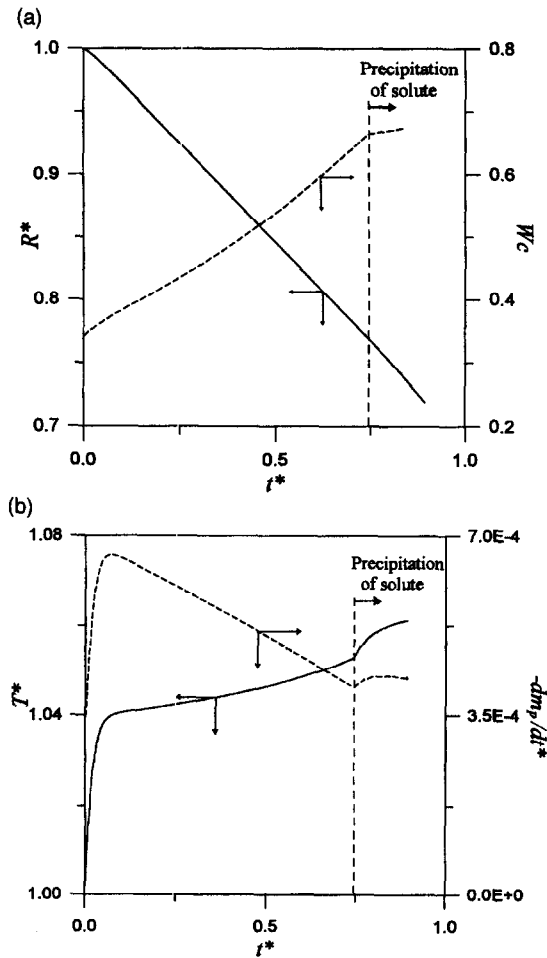 (a)
1.0
0.9
0.8
0.7
R*
0.8
0.6
0.4
0.2
Wc
Precipitation
of solute
0.0
0.5
1.0
t*
(b)
1.08
1.04
1.00
T*
7.0E-4
3.5E-4
0.0E+0
-dmp/dt*
Precipitation
of solute
0.0
0.5
1.0
t*